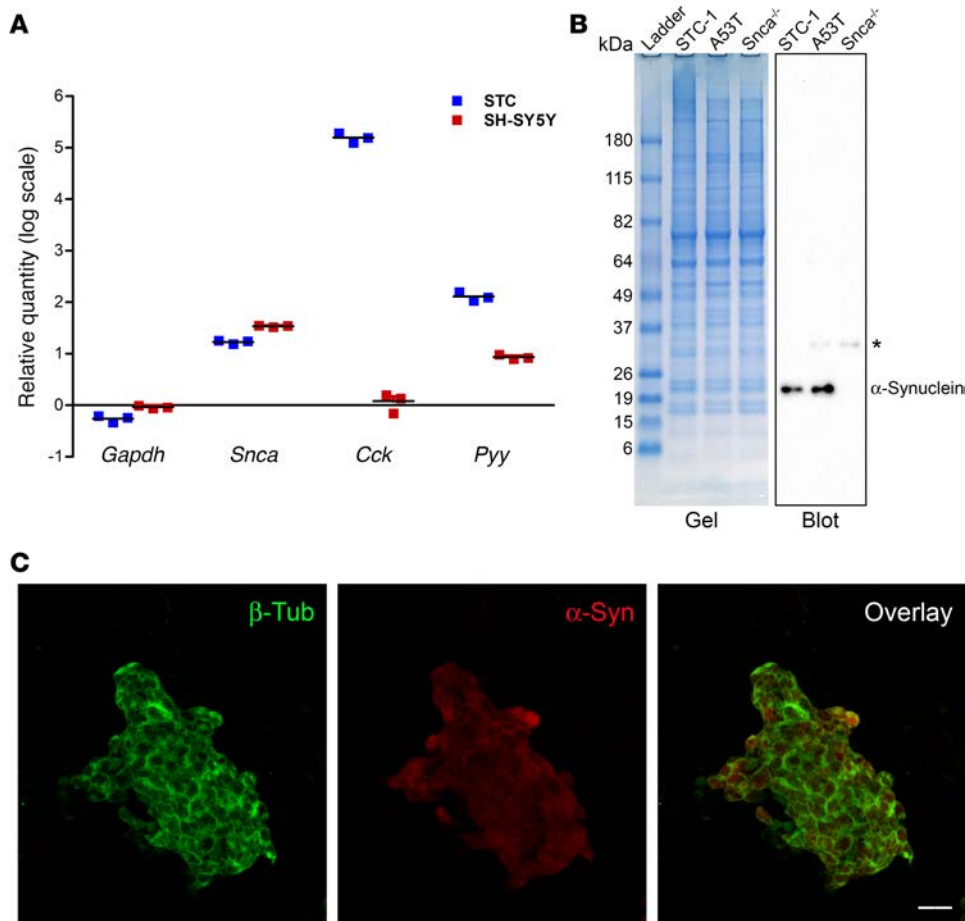 A
Relative quantity (log scale)
6
5
4
3
2
1
0
-1
STC
SH-SY5Y
Gapdh Snca Cck Pyy
B
kDa
Ladder STC-1 A53T Snca⁻/⁻ STC-1 A53T Snca⁻/⁻
180
115
82
64
49
37
26
19
15
6
*
α-Synuclein
Gel Blot
C
β-Tub α-Syn Overlay